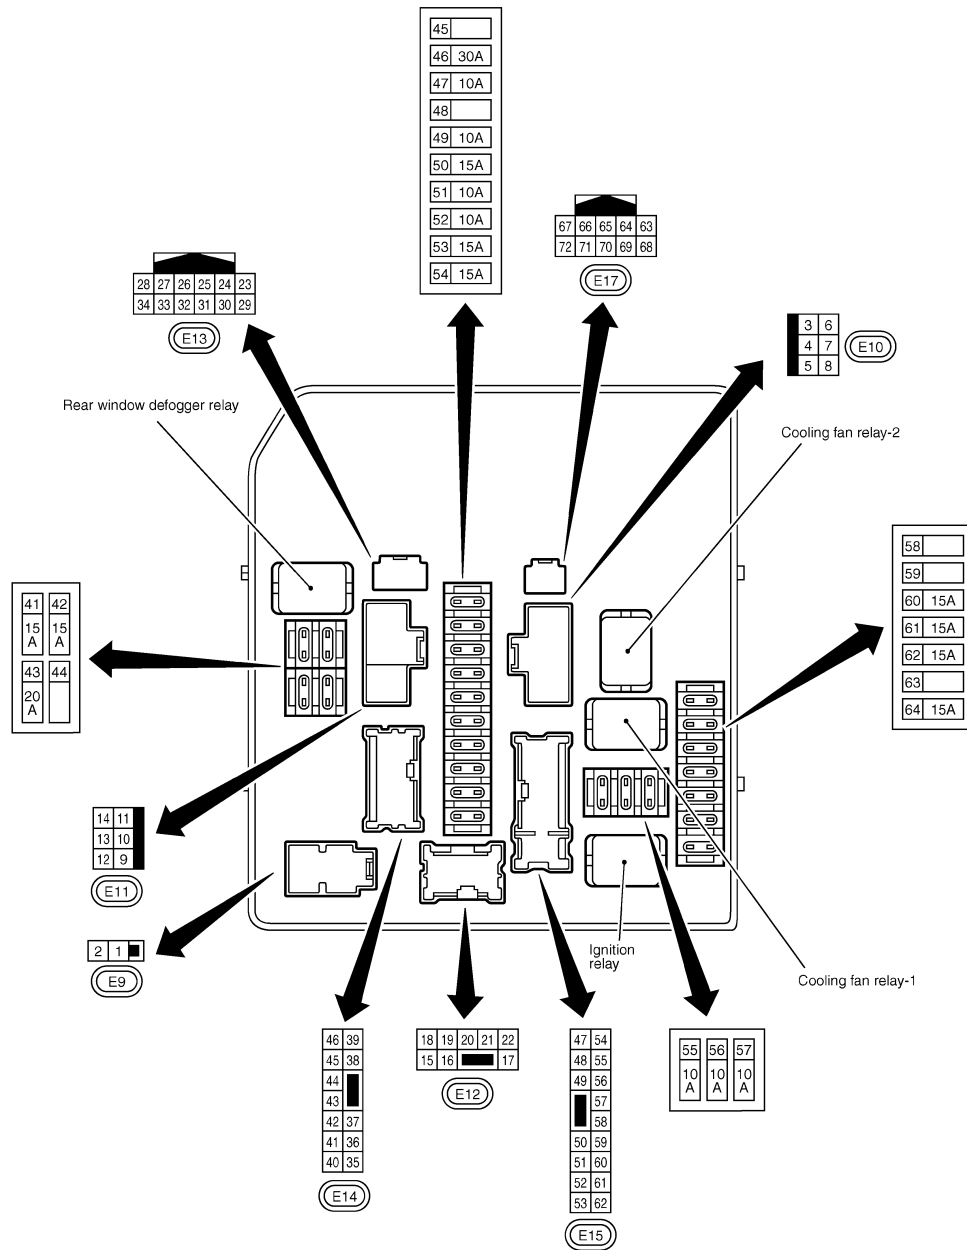 45
46 30A
47 10A
48
49 10A
50 15A
51 10A
52 10A
53 15A
54 15A
67 66 65 64 63
72 71 70 69 68
E17
28 27 26 25 24 23
34 33 32 31 30 29
E13
3 6
4 7
5 8
E10
Rear window defogger relay
Cooling fan relay-2
58
59
60 15A
61 15A
62 15A
63
64 15A
41 42
15 15
A A
43 44
20
A
14 11
13 10
12 9
E11
2 1
E9
Ignition
relay
Cooling fan relay-1
46 39
45 38
44
43
42 37
41 36
40 35
E14
18 19 20 21 22
15 16 17
E12
47 54
48 55
49 56
57
58
50 59
51 60
52 61
53 62
E15
55 56 57
10 10 10
A A A